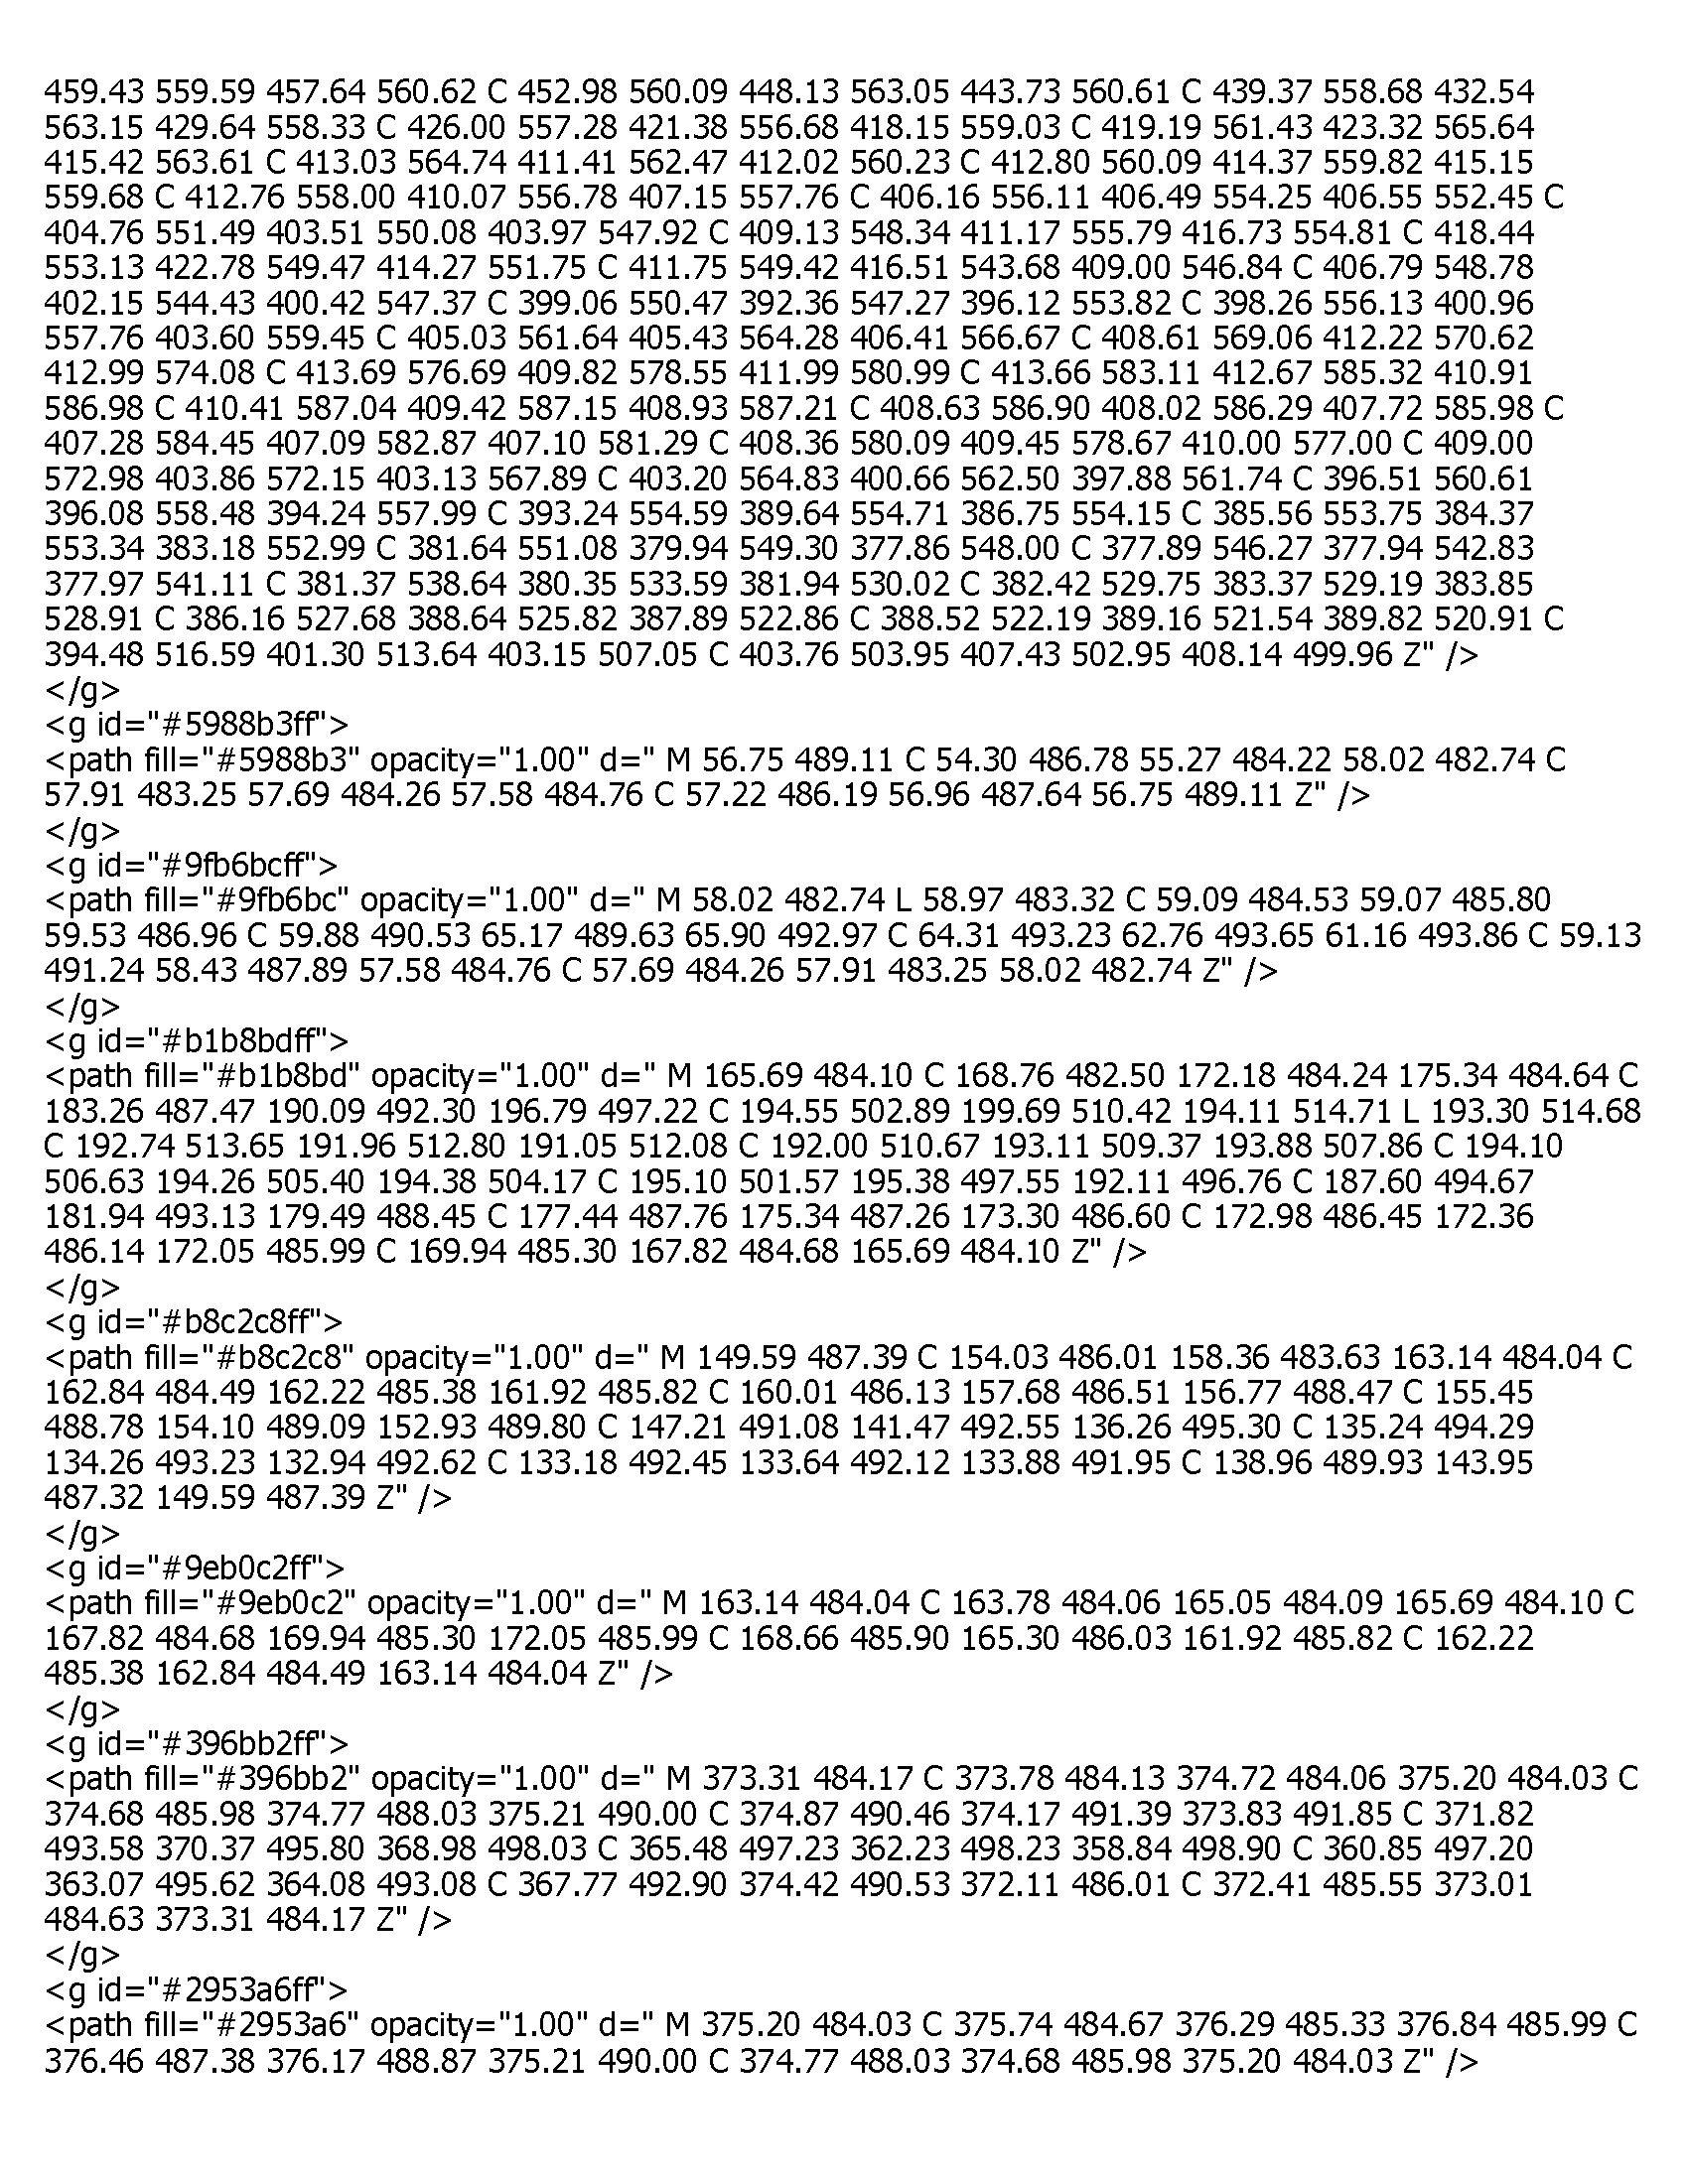 459.43 559.59 457.64 560.62 C 452.98 560.09 448.13 563.05 443.73 560.61 C 439.37 558.68 432.54
563.15 429.64 558.33 C 426.00 557.28 421.38 556.68 418.15 559.03 C 419.19 561.43 423.32 565.64
415.42 563.61 C 413.03 564.74 411.41 562.47 412.02 560.23 C 412.80 560.09 414.37 559.82 415.15
559.68 C 412.76 558.00 410.07 556.78 407.15 557.76 C 406.16 556.11 406.49 554.25 406.55 552.45 C
404.76 551.49 403.51 550.08 403.97 547.92 C 409.13 548.34 411.17 555.79 416.73 554.81 C 418.44
553.13 422.78 549.47 414.27 551.75 C 411.75 549.42 416.51 543.68 409.00 546.84 C 406.79 548.78
402.15 544.43 400.42 547.37 C 399.06 550.47 392.36 547.27 396.12 553.82 C 398.26 556.13 400.96
557.76 403.60 559.45 C 405.03 561.64 405.43 564.28 406.41 566.67 C 408.61 569.06 412.22 570.62
412.99 574.08 C 413.69 576.69 409.82 578.55 411.99 580.99 C 413.66 583.11 412.67 585.32 410.91
586.98 C 410.41 587.04 409.42 587.15 408.93 587.21 C 408.63 586.90 408.02 586.29 407.72 585.98 C
407.28 584.45 407.09 582.87 407.10 581.29 C 408.36 580.09 409.45 578.67 410.00 577.00 C 409.00
572.98 403.86 572.15 403.13 567.89 C 403.20 564.83 400.66 562.50 397.88 561.74 C 396.51 560.61
396.08 558.48 394.24 557.99 C 393.24 554.59 389.64 554.71 386.75 554.15 C 385.56 553.75 384.37
553.34 383.18 552.99 C 381.64 551.08 379.94 549.30 377.86 548.00 C 377.89 546.27 377.94 542.83
377.97 541.11 C 381.37 538.64 380.35 533.59 381.94 530.02 C 382.42 529.75 383.37 529.19 383.85
528.91 C 386.16 527.68 388.64 525.82 387.89 522.86 C 388.52 522.19 389.16 521.54 389.82 520.91 C
394.48 516.59 401.30 513.64 403.15 507.05 C 403.76 503.95 407.43 502.95 408.14 499.96 Z" />
</g>
<g id="#5988b3ff">
<path fill="#5988b3" opacity="1.00" d=" M 56.75 489.11 C 54.30 486.78 55.27 484.22 58.02 482.74 C
57.91 483.25 57.69 484.26 57.58 484.76 C 57.22 486.19 56.96 487.64 56.75 489.11 Z" />
</g>
<g id="#9fb6bcff">
<path fill="#9fb6bc" opacity="1.00" d=" M 58.02 482.74 L 58.97 483.32 C 59.09 484.53 59.07 485.80
59.53 486.96 C 59.88 490.53 65.17 489.63 65.90 492.97 C 64.31 493.23 62.76 493.65 61.16 493.86 C 59.13
491.24 58.43 487.89 57.58 484.76 C 57.69 484.26 57.91 483.25 58.02 482.74 Z" />
</g>
<g id="#b1b8bdff">
<path fill="#b1b8bd" opacity="1.00" d=" M 165.69 484.10 C 168.76 482.50 172.18 484.24 175.34 484.64 C
183.26 487.47 190.09 492.30 196.79 497.22 C 194.55 502.89 199.69 510.42 194.11 514.71 L 193.30 514.68
C 192.74 513.65 191.96 512.80 191.05 512.08 C 192.00 510.67 193.11 509.37 193.88 507.86 C 194.10
506.63 194.26 505.40 194.38 504.17 C 195.10 501.57 195.38 497.55 192.11 496.76 C 187.60 494.67
181.94 493.13 179.49 488.45 C 177.44 487.76 175.34 487.26 173.30 486.60 C 172.98 486.45 172.36
486.14 172.05 485.99 C 169.94 485.30 167.82 484.68 165.69 484.10 Z" />
</g>
<g id="#b8c2c8ff">
<path fill="#b8c2c8" opacity="1.00" d=" M 149.59 487.39 C 154.03 486.01 158.36 483.63 163.14 484.04 C
162.84 484.49 162.22 485.38 161.92 485.82 C 160.01 486.13 157.68 486.51 156.77 488.47 C 155.45
488.78 154.10 489.09 152.93 489.80 C 147.21 491.08 141.47 492.55 136.26 495.30 C 135.24 494.29
134.26 493.23 132.94 492.62 C 133.18 492.45 133.64 492.12 133.88 491.95 C 138.96 489.93 143.95
487.32 149.59 487.39 Z" />
</g>
<g id="#9eb0c2ff">
<path fill="#9eb0c2" opacity="1.00" d=" M 163.14 484.04 C 163.78 484.06 165.05 484.09 165.69 484.10 C
167.82 484.68 169.94 485.30 172.05 485.99 C 168.66 485.90 165.30 486.03 161.92 485.82 C 162.22
485.38 162.84 484.49 163.14 484.04 Z" />
</g>
<g id="#396bb2ff">
<path fill="#396bb2" opacity="1.00" d=" M 373.31 484.17 C 373.78 484.13 374.72 484.06 375.20 484.03 C
374.68 485.98 374.77 488.03 375.21 490.00 C 374.87 490.46 374.17 491.39 373.83 491.85 C 371.82
493.58 370.37 495.80 368.98 498.03 C 365.48 497.23 362.23 498.23 358.84 498.90 C 360.85 497.20
363.07 495.62 364.08 493.08 C 367.77 492.90 374.42 490.53 372.11 486.01 C 372.41 485.55 373.01
484.63 373.31 484.17 Z" />
</g>
<g id="#2953a6ff">
<path fill="#2953a6" opacity="1.00" d=" M 375.20 484.03 C 375.74 484.67 376.29 485.33 376.84 485.99 C
376.46 487.38 376.17 488.87 375.21 490.00 C 374.77 488.03 374.68 485.98 375.20 484.03 Z" />